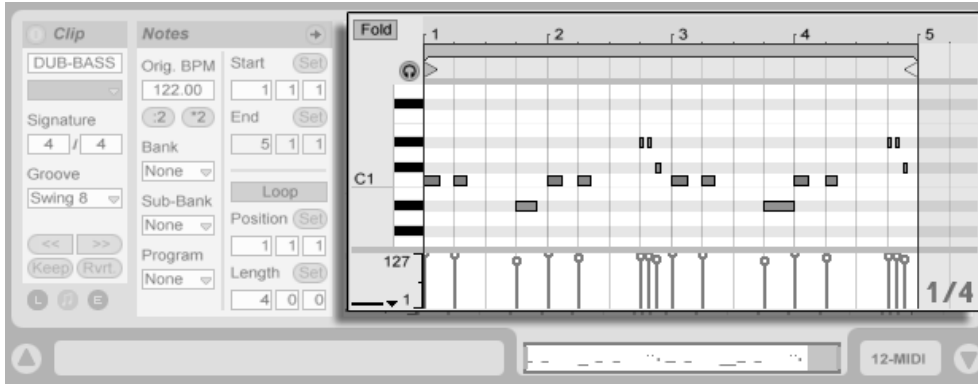 Clip
DUB-BASS
Signature
4 / 4
Groove
Swing 8
<< >>
Keep Rvrt.
L E
Notes
Orig. BPM
122.00
:2 *2
Bank
None
Sub-Bank
None
Program
None
Start Set
1 1 1
End Set
5 1 1
Loop
Position Set
1 1 1
Length Set
4 0 0
Fold
1 2 3 4 5
C1
127
1
1/4
12-MIDI